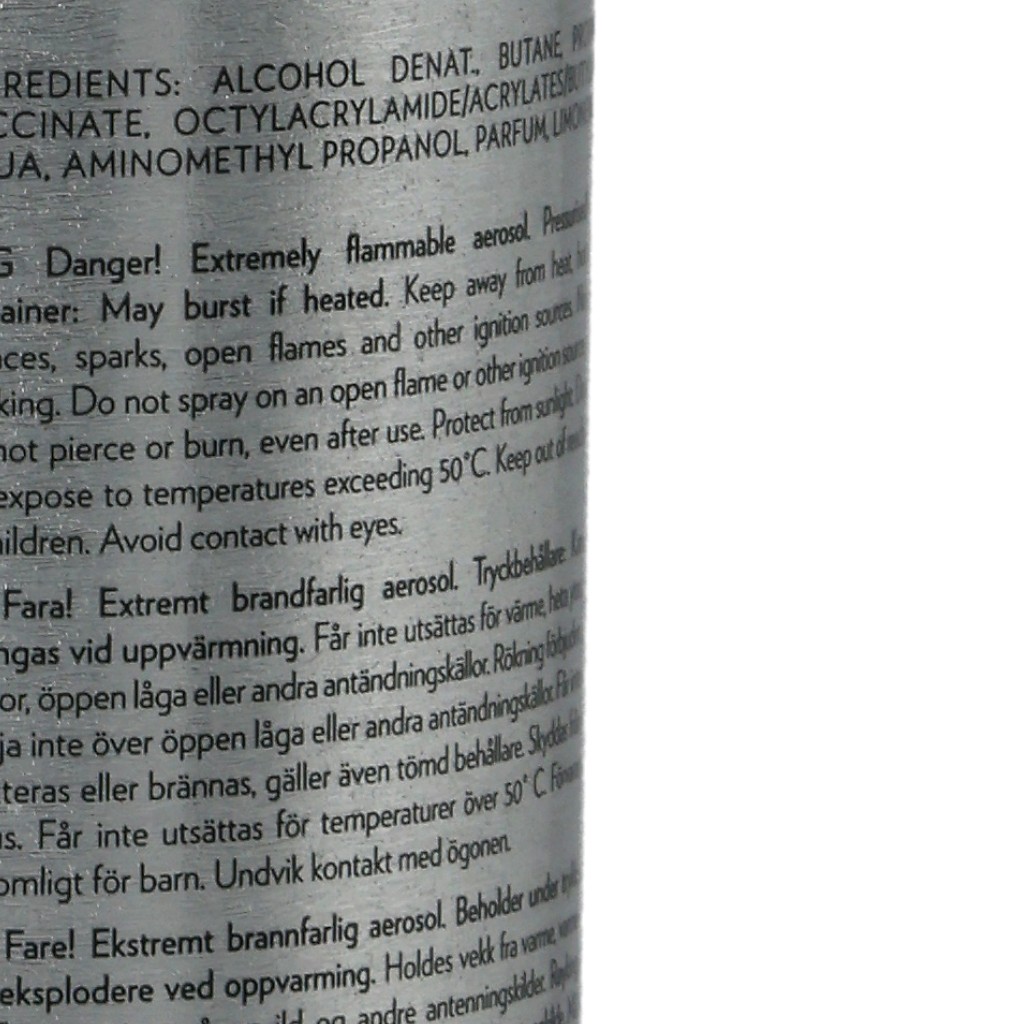 REDIENTS: ALCOHOL DENAT., BUTANE,
CCINATE, OCTYLACRYLAMIDE/ACRYLATES/
UA, AMINOMETHYL PROPANOL, PARFUM,
G Danger! Extremely flammable aerosol.
ainer: May burst if heated. Keep away from heat,
ces, sparks, open flames and other ignition sources.
king. Do not spray on an open flame or other ignition
not pierce or burn, even after use. Protect from sunlight.
expose to temperatures exceeding 50°C. Keep out of
ildren. Avoid contact with eyes.
Fara! Extremt brandfarlig aerosol. Tryckbehållare.
ngas vid uppvärmning. Får inte utsättas för värme, heta
or, öppen låga eller andra antändningskällor. Rökning
ja inte över öppen låga eller andra antändningskällor. Får
teras eller brännas, gäller även tömd behållare. Skyddas
s. Får inte utsättas för temperaturer över 50° C.
omligt för barn. Undvik kontakt med ögonen.
Fare! Ekstremt brannfarlig aerosol. Beholder under
eksplodere ved oppvarming. Holdes vekk fra varme,
og andre antenningskilder.